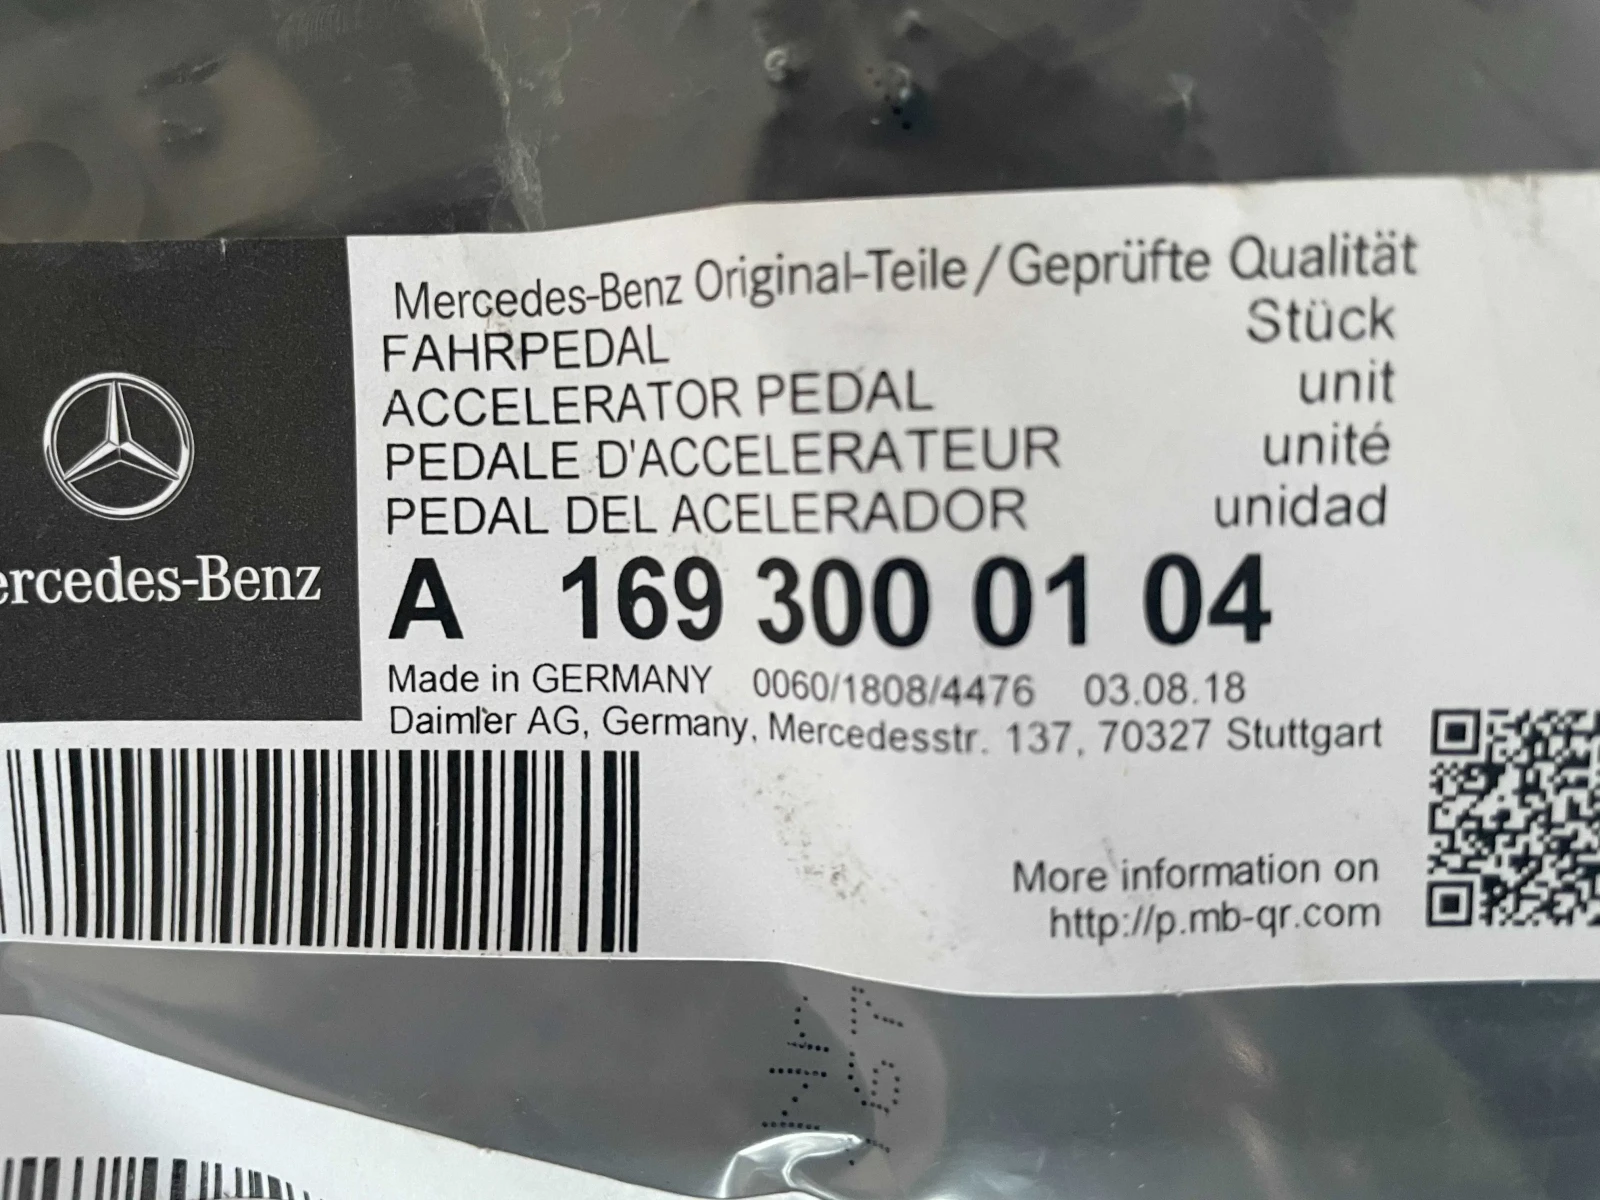 Mercedes-Benz Original-Teile / Geprüfte Qualität
FAHRPEDAL Stück
ACCELERATOR PEDAL unit
PEDALE D'ACCELERATEUR unité
PEDAL DEL ACELERADOR unidad
ercedes-Benz
A 169 300 01 04
Made in GERMANY 0060/1808/4476 03.08.18
Daimler AG, Germany, Mercedesstr. 137, 70327 Stuttgart
More information on
http://p.mb-qr.com